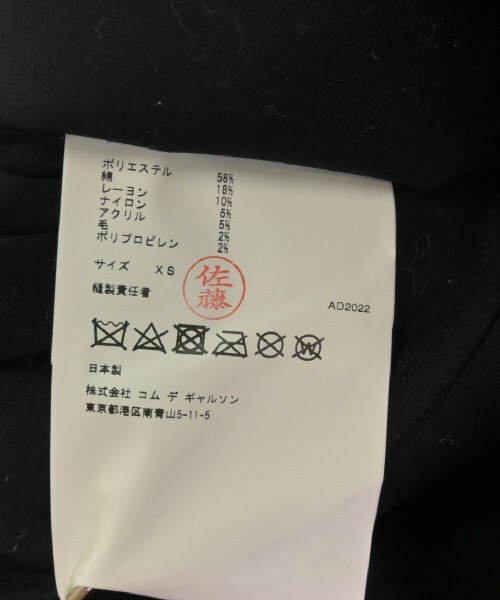 ポリエステル 58%
綿 18%
レーヨン 10%
ナイロン 5%
アクリル 5%
毛 2%
ポリプロピレン 2%
サイズ XS
縫製責任者 佐藤
AD2022
W
日本製
株式会社 コム デ ギャルソン
東京都港区南青山5-11-5